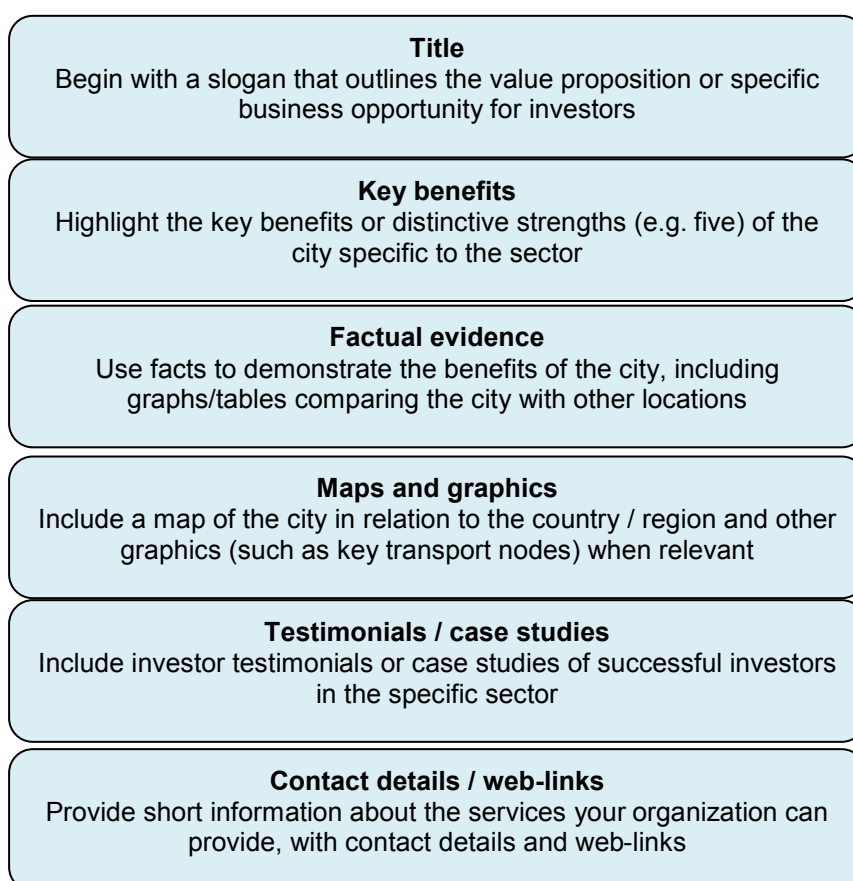 Title
Begin with a slogan that outlines the value proposition or specific
business opportunity for investors
Key benefits
Highlight the key benefits or distinctive strengths (e.g. five) of the
city specific to the sector
Factual evidence
Use facts to demonstrate the benefits of the city, including
graphs/tables comparing the city with other locations
Maps and graphics
Include a map of the city in relation to the country / region and other
graphics (such as key transport nodes) when relevant
Testimonials / case studies
Include investor testimonials or case studies of successful investors
in the specific sector
Contact details / web-links
Provide short information about the services your organization can
provide, with contact details and web-links